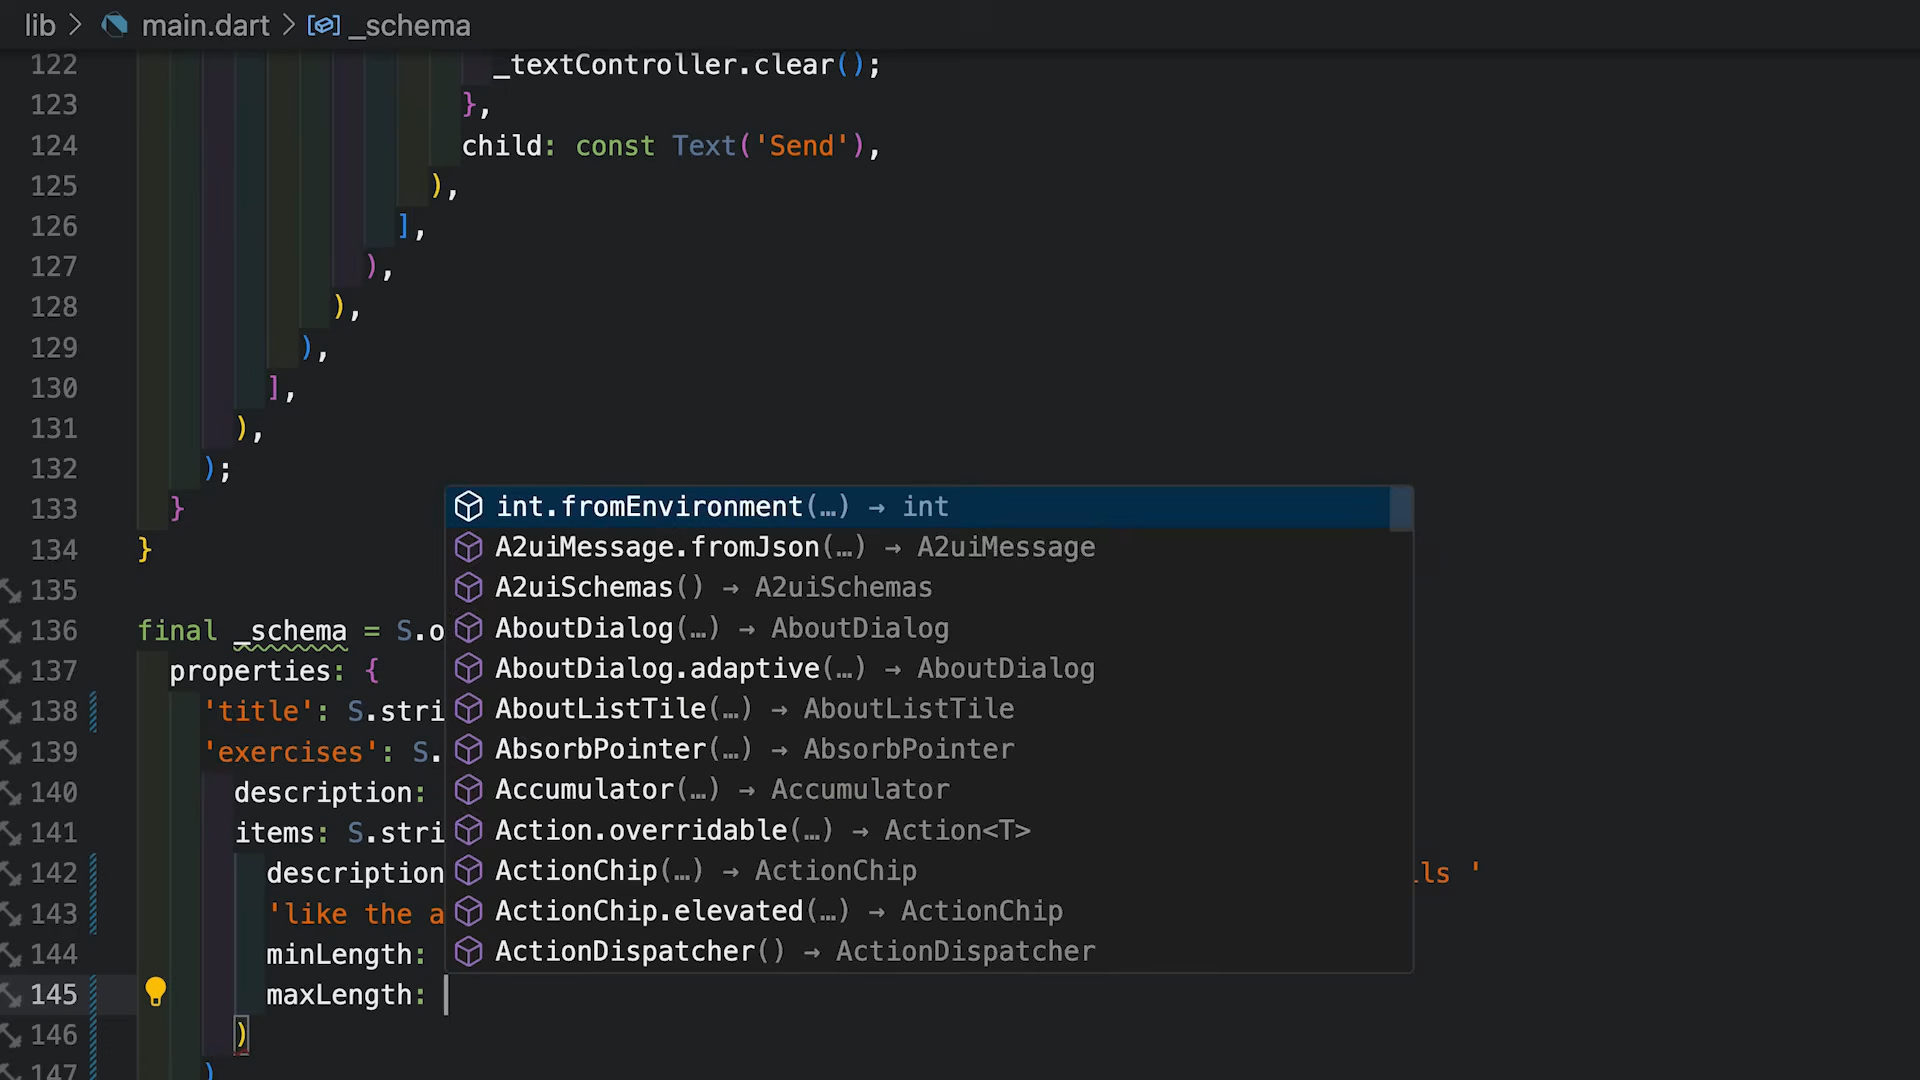 lib > main.dart > _schema
122 _textController.clear();
123 },
124 child: const Text('Send'),
125 ),
126 ],
127 ),
128 ),
129 ),
130 ],
131 ),
132 );
133 }
134 }
135
136 final _schema = S.o
137 properties: {
138 'title': S.stri
139 'exercises': S.
140 description:
141 items: S.stri
142 description ls '
143 'like the a
144 minLength:
145 maxLength:
146 )
147 )
int.fromEnvironment(…) → int
A2uiMessage.fromJson(…) → A2uiMessage
A2uiSchemas() → A2uiSchemas
AboutDialog(…) → AboutDialog
AboutDialog.adaptive(…) → AboutDialog
AboutListTile(…) → AboutListTile
AbsorbPointer(…) → AbsorbPointer
Accumulator(…) → Accumulator
Action.overridable(…) → Action<T>
ActionChip(…) → ActionChip
ActionChip.elevated(…) → ActionChip
ActionDispatcher() → ActionDispatcher